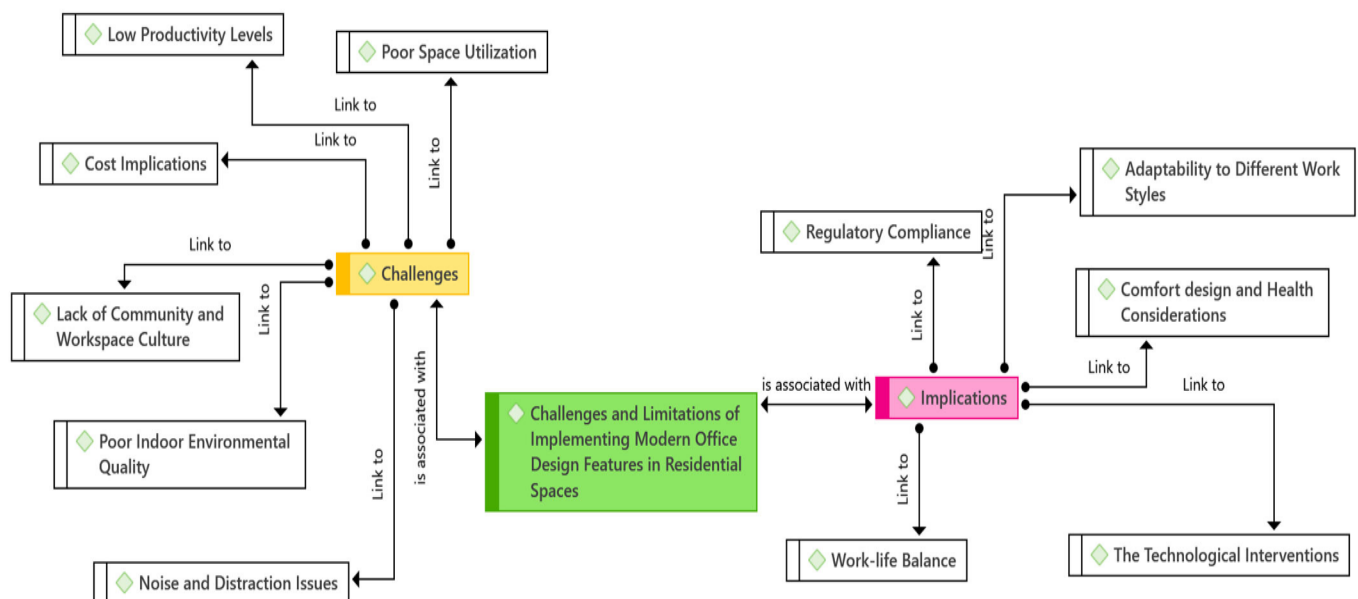 Low Productivity Levels
Poor Space Utilization
Link to
Link to
Link to
Cost Implications
Adaptability to Different Work
Styles
Regulatory Compliance
Link to
Link to
Challenges
Link to
Lack of Community and
Workspace Culture
Comfort design and Health
Considerations
Link to
is associated with
Link to
Link to
is associated with
Implications
Challenges and Limitations of
Implementing Modern Office
Design Features in Residential
Spaces
Poor Indoor Environmental
Quality
Link to
Link to
Work-life Balance
The Technological Interventions
Noise and Distraction Issues